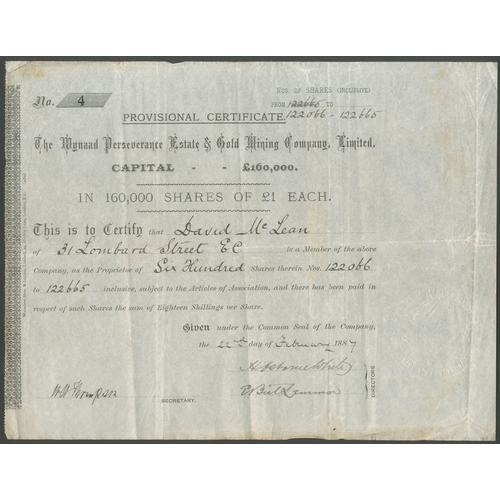 NOS. OF SHARES (INCLUSIVE)
No. 4
FROM 122665 TO
PROVISIONAL CERTIFICATE. 122066 - 122665
The Wynaad Perseverance Estate & Gold Mining Company, Limited.
CAPITAL - - £160,000.
IN 160,000 SHARES OF £1 EACH.
This is to Certify that David McLean
of 31 Lombard Street EC is a Member of the above
Company, as the Proprietor of Six Hundred Shares therein Nos. 122066
to 122665 inclusive, subject to the Articles of Association, and there has been paid in
respect of such Shares the sum of Eighteen Shillings per Share.
Given under the Common Seal of the Company,
the 22nd day of February 1887
DIRECTORS
SECRETARY.